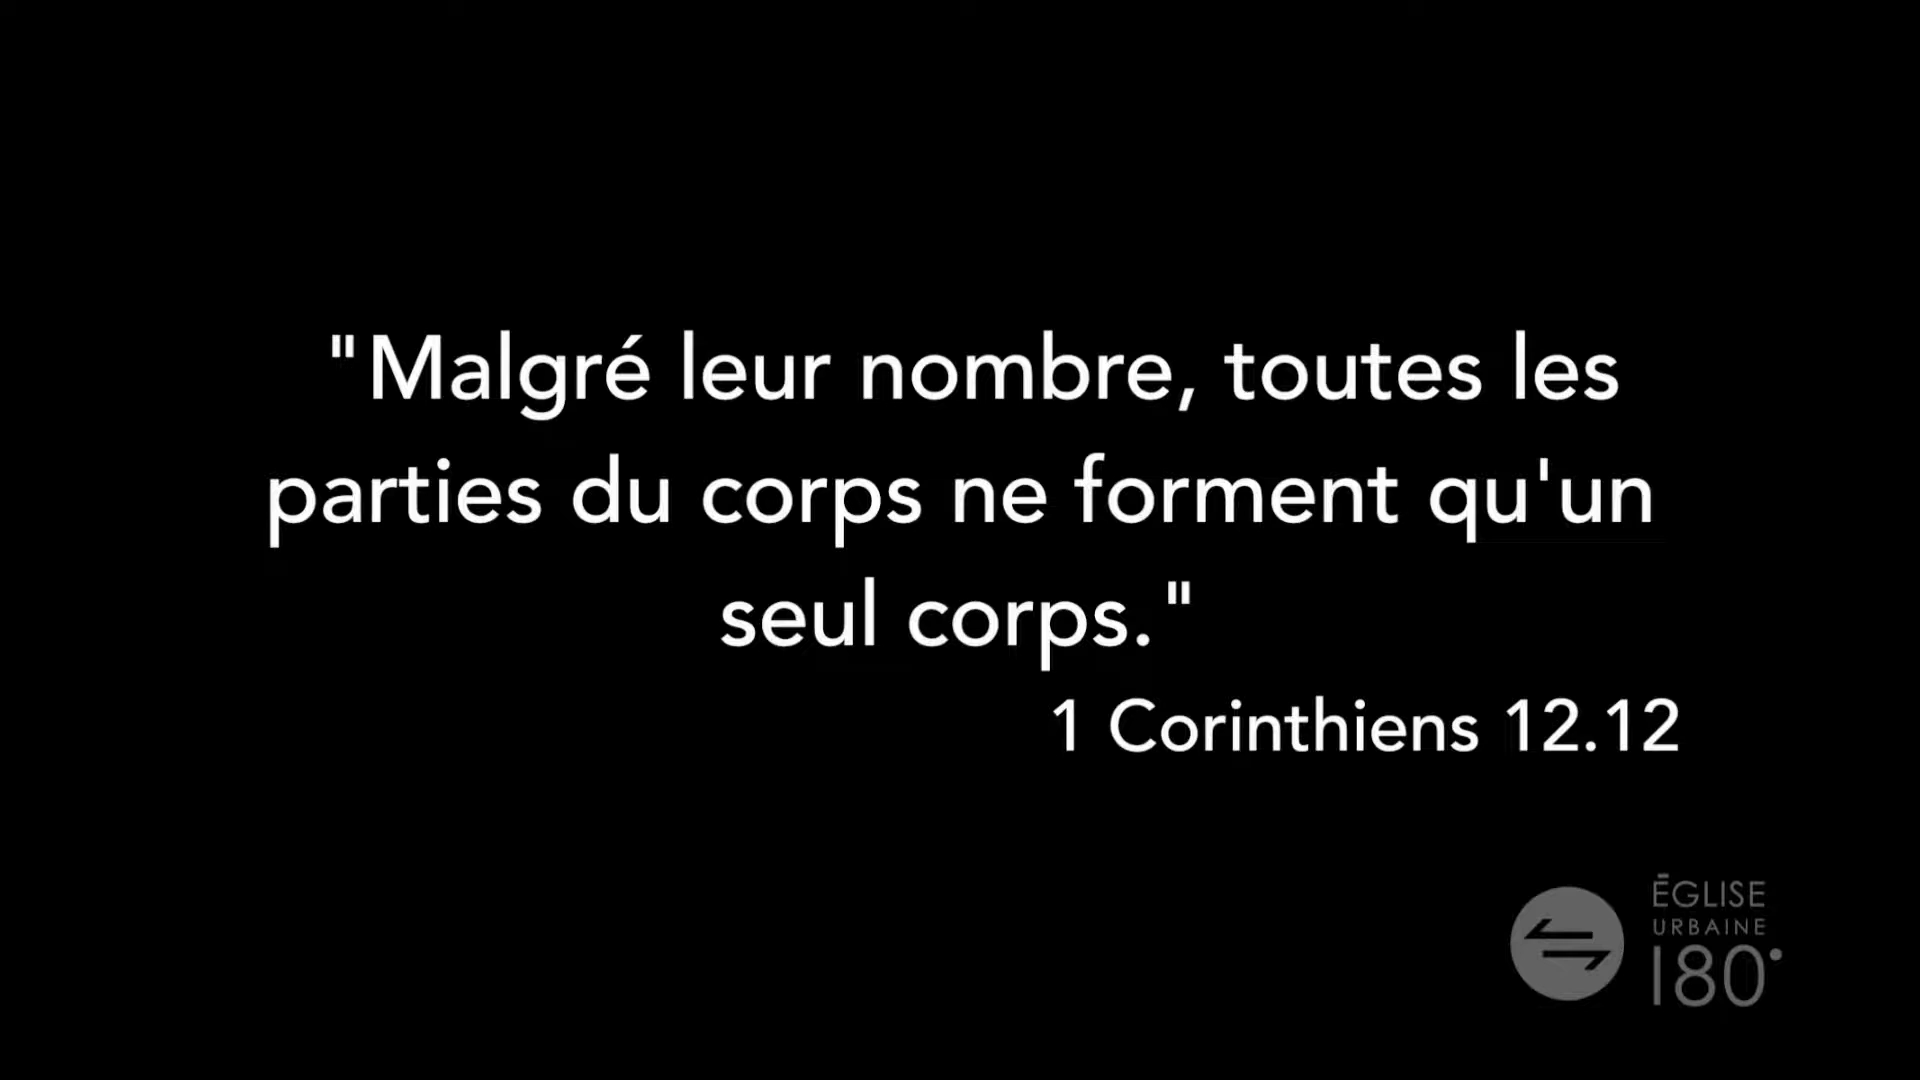 "Malgré leur nombre, toutes les
parties du corps ne forment qu'un
seul corps."
1 Corinthiens 12.12
ÉGLISE
URBAINE
180°